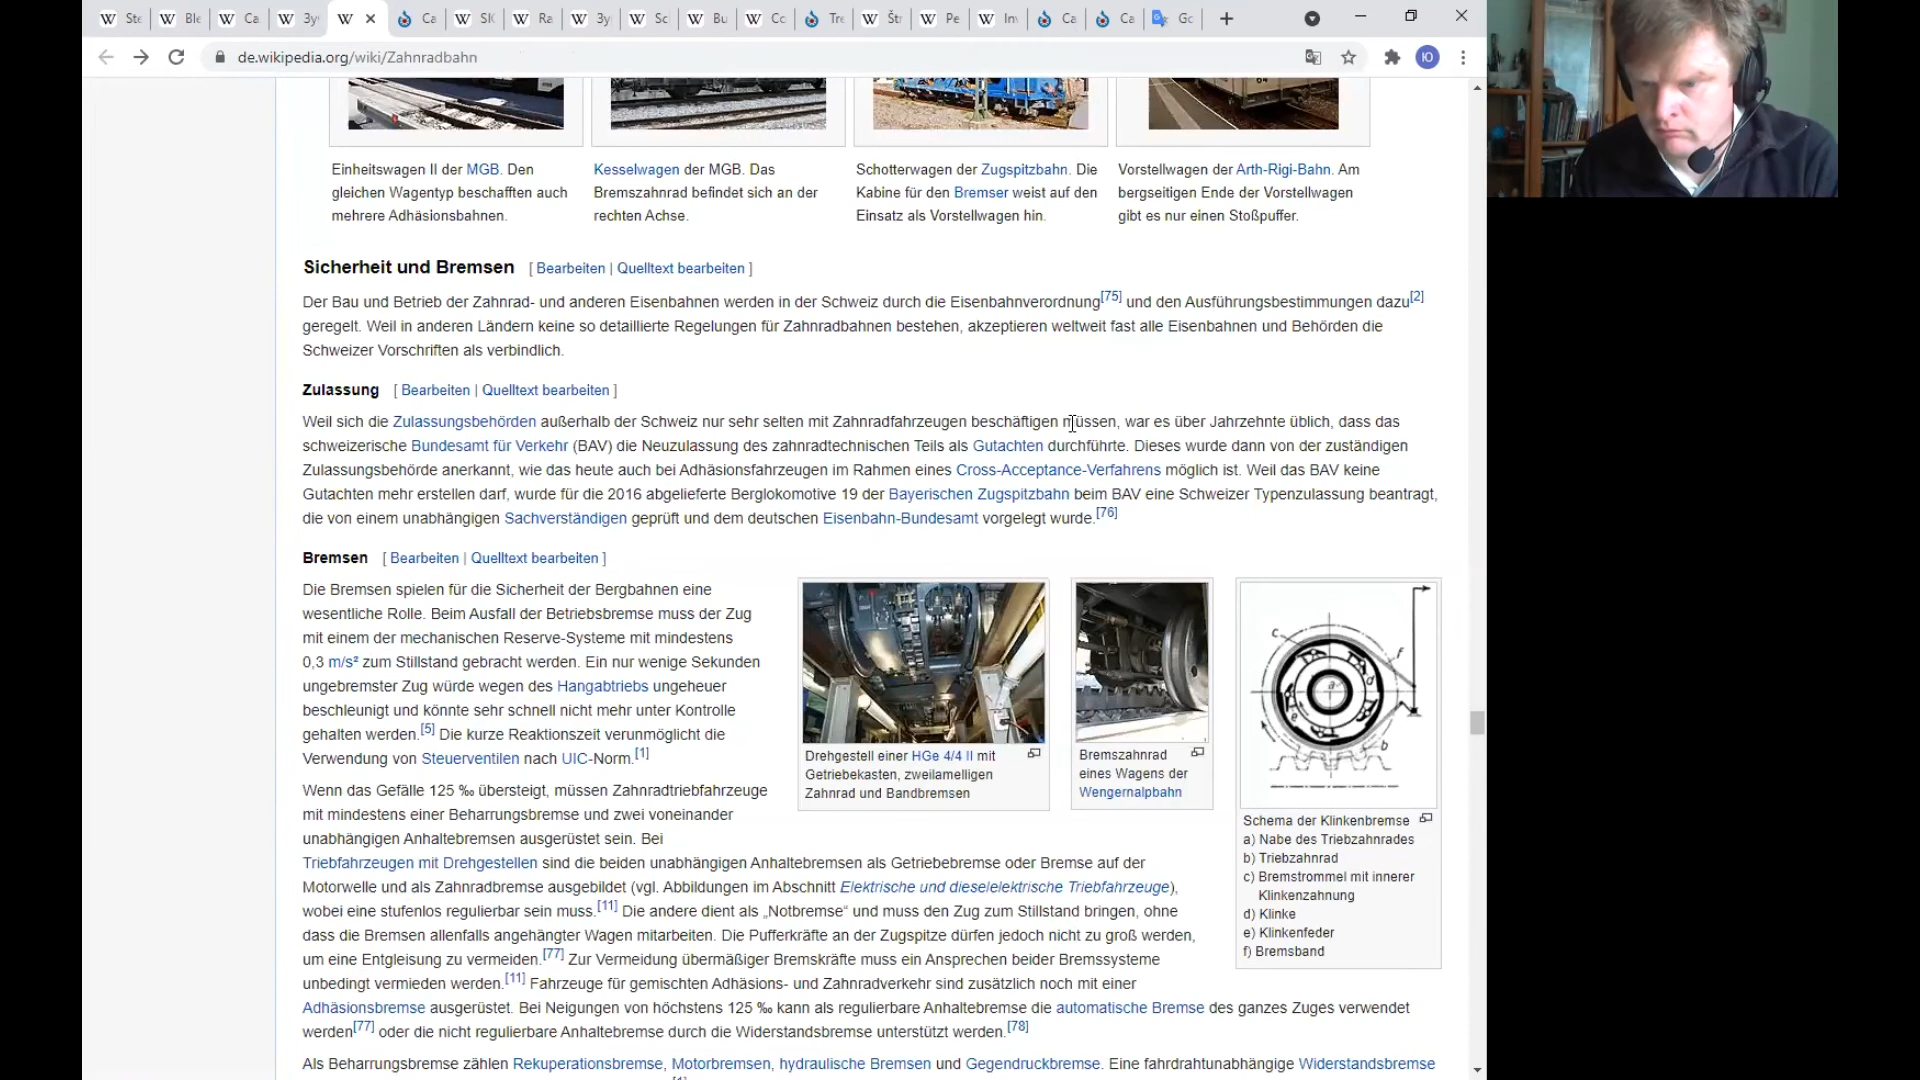 Ste
Ble
Ca
Зу
Ca
Ra
Зу
Sc
Bu
Tre
Štr
Pe
Ca
Ca
Go
de.wikipedia.org/wiki/Zahnradbahn
Ю
Einheitswagen II der MGB. Den
gleichen Wagentyp beschafften auch
mehrere Adhäsionsbahnen.
Kesselwagen der MGB. Das
Bremszahnrad befindet sich an der
rechten Achse.
Schotterwagen der Zugspitzbahn. Die
Kabine für den Bremser weist auf den
Einsatz als Vorstellwagen hin.
Vorstellwagen der Arth-Rigi-Bahn. Am
bergseitigen Ende der Vorstellwagen
gibt es nur einen Stoßpuffer.
Sicherheit und Bremsen [ Bearbeiten | Quelltext bearbeiten ]
Der Bau und Betrieb der Zahnrad- und anderen Eisenbahnen werden in der Schweiz durch die Eisenbahnverordnung[75] und den Ausführungsbestimmungen dazu[2]
geregelt. Weil in anderen Ländern keine so detaillierte Regelungen für Zahnradbahnen bestehen, akzeptieren weltweit fast alle Eisenbahnen und Behörden die
Schweizer Vorschriften als verbindlich.
Zulassung [ Bearbeiten | Quelltext bearbeiten ]
Weil sich die Zulassungsbehörden außerhalb der Schweiz nur sehr selten mit Zahnradfahrzeugen beschäftigen müssen, war es über Jahrzehnte üblich, dass das
schweizerische Bundesamt für Verkehr (BAV) die Neuzulassung des zahnradtechnischen Teils als Gutachten durchführte. Dieses wurde dann von der zuständigen
Zulassungsbehörde anerkannt, wie das heute auch bei Adhäsionsfahrzeugen im Rahmen eines Cross-Acceptance-Verfahrens möglich ist. Weil das BAV keine
Gutachten mehr erstellen darf, wurde für die 2016 abgelieferte Berglokomotive 19 der Bayerischen Zugspitzbahn beim BAV eine Schweizer Typenzulassung beantragt,
die von einem unabhängigen Sachverständigen geprüft und dem deutschen Eisenbahn-Bundesamt vorgelegt wurde.[76]
Bremsen [ Bearbeiten | Quelltext bearbeiten ]
Die Bremsen spielen für die Sicherheit der Bergbahnen eine
wesentliche Rolle. Beim Ausfall der Betriebsbremse muss der Zug
mit einem der mechanischen Reserve-Systeme mit mindestens
0,3 m/s² zum Stillstand gebracht werden. Ein nur wenige Sekunden
ungebremster Zug würde wegen des Hangabtriebs ungeheuer
beschleunigt und könnte sehr schnell nicht mehr unter Kontrolle
gehalten werden.[5] Die kurze Reaktionszeit verunmöglicht die
Verwendung von Steuerventilen nach UIC-Norm.[1]
Drehgestell einer HGe 4/4 II mit
Getriebekasten, zweilamelligen
Zahnrad und Bandbremsen
Bremszahnrad
eines Wagens der
Wengernalpbahn
c
f
a
d
e
b
Schema der Klinkenbremse
a) Nabe des Triebzahnrades
b) Triebzahnrad
c) Bremstrommel mit innerer
Klinkenzahnung
d) Klinke
e) Klinkenfeder
f) Bremsband
Wenn das Gefälle 125 ‰ übersteigt, müssen Zahnradtriebfahrzeuge
mit mindestens einer Beharrungsbremse und zwei voneinander
unabhängigen Anhaltebremsen ausgerüstet sein. Bei
Triebfahrzeugen mit Drehgestellen sind die beiden unabhängigen Anhaltebremsen als Getriebebremse oder Bremse auf der
Motorwelle und als Zahnradbremse ausgebildet (vgl. Abbildungen im Abschnitt Elektrische und dieselelektrische Triebfahrzeuge),
wobei eine stufenlos regulierbar sein muss.[11] Die andere dient als „Notbremse“ und muss den Zug zum Stillstand bringen, ohne
dass die Bremsen allenfalls angehängter Wagen mitarbeiten. Die Pufferkräfte an der Zugspitze dürfen jedoch nicht zu groß werden,
um eine Entgleisung zu vermeiden.[77] Zur Vermeidung übermäßiger Bremskräfte muss ein Ansprechen beider Bremssysteme
unbedingt vermieden werden.[11] Fahrzeuge für gemischten Adhäsions- und Zahnradverkehr sind zusätzlich noch mit einer
Adhäsionsbremse ausgerüstet. Bei Neigungen von höchstens 125 ‰ kann als regulierbare Anhaltebremse die automatische Bremse des ganzes Zuges verwendet
werden[77] oder die nicht regulierbare Anhaltebremse durch die Widerstandsbremse unterstützt werden.[78]
Als Beharrungsbremse zählen Rekuperationsbremse, Motorbremsen, hydraulische Bremsen und Gegendruckbremse. Eine fahrdrahtunabhängige Widerstandsbremse